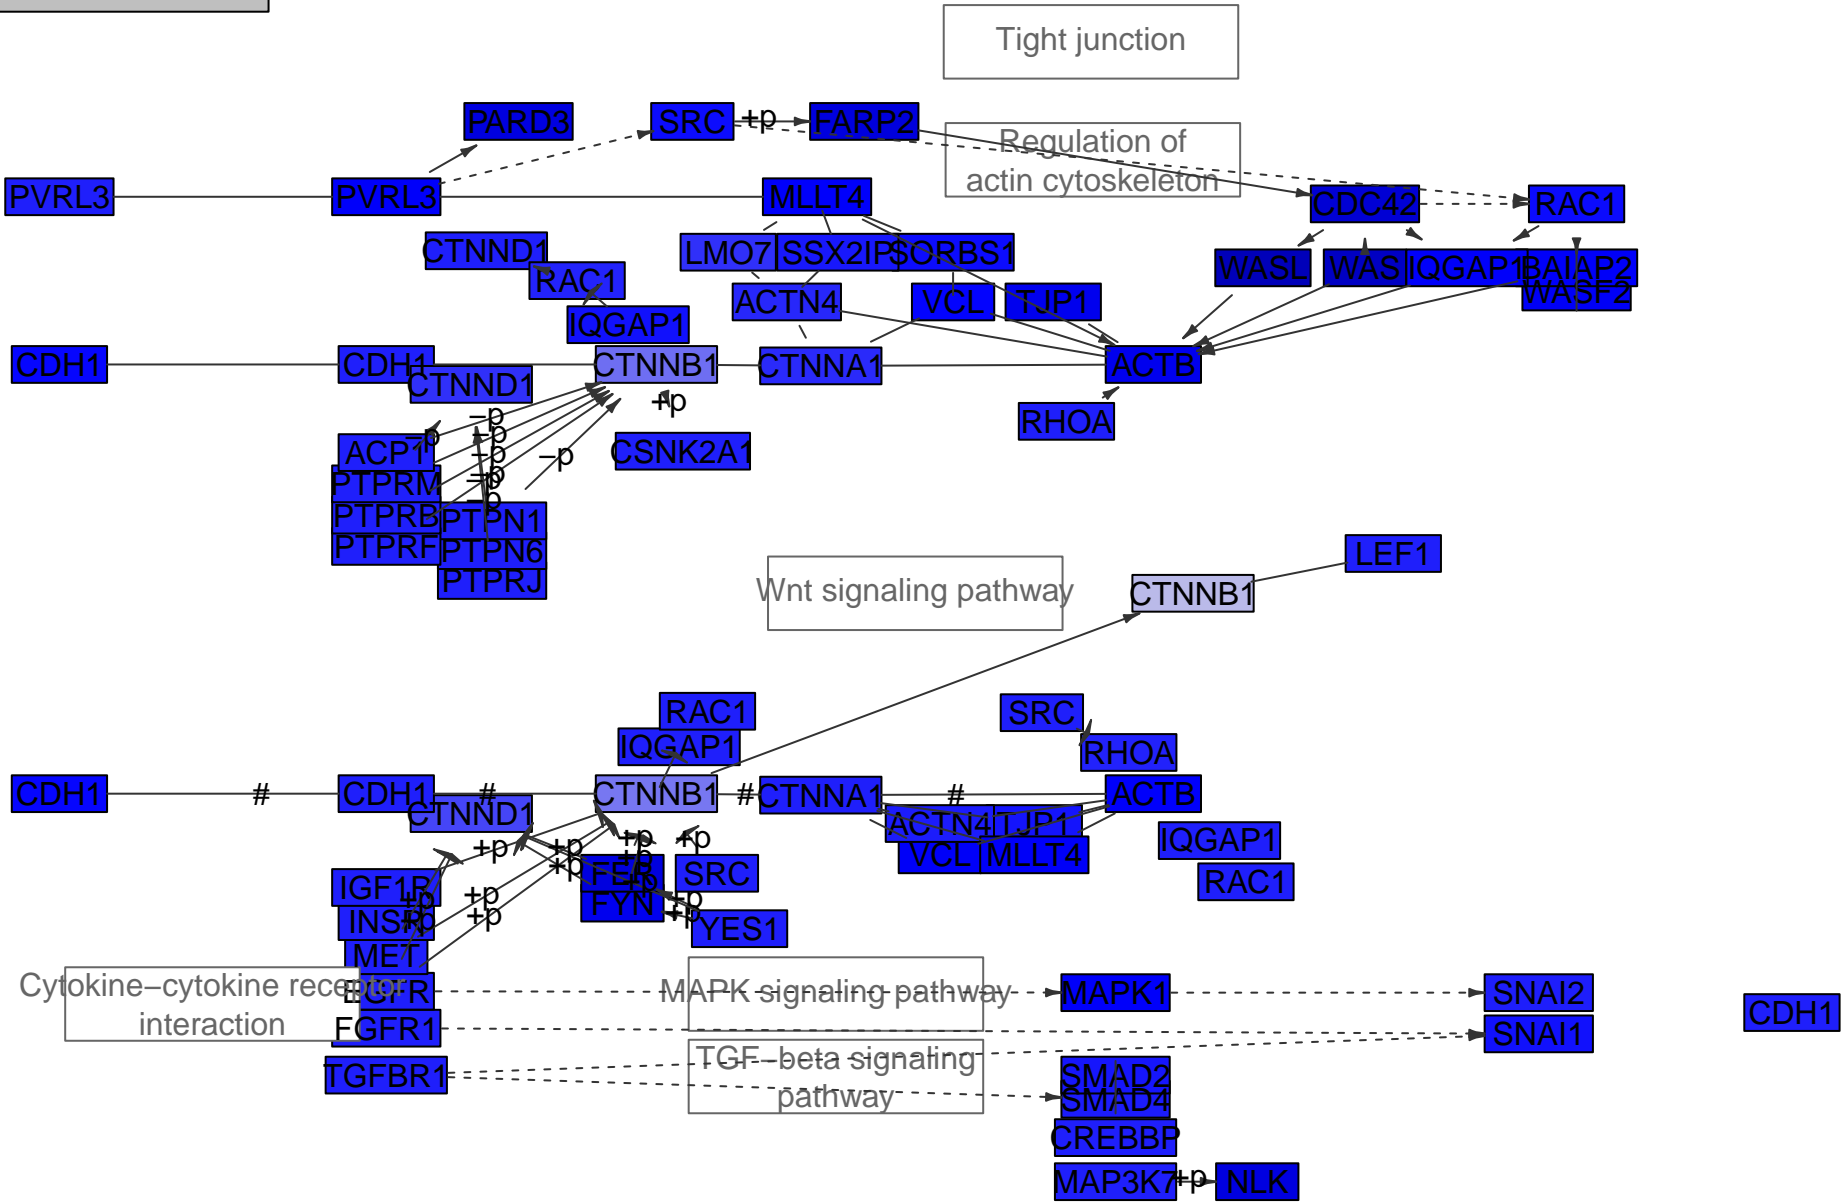 Tight junction
PARD3
SRC
+p
FARP2
Regulation of
actin cytoskeleton
PVRL3
PVRL3
MLLT4
CDC42
RAC1
CTNND1
LMO7
SSX2IP
SORBS1
RAC1
WASL
WAS
IQGAP1
BAIAP2
WASF2
ACTN4
VCL
TJP1
IQGAP1
CDH1
CDH1
CTNNB1
CTNNA1
ACTB
CTNND1
+p
−p
RHOA
−p
−p
ACP1
−p
−p
CSNK2A1
−p
−p
PTPRM
−p
PTPRB
PTPN1
PTPRF
PTPN6
PTPRJ
LEF1
Wnt signaling pathway
CTNNB1
RAC1
SRC
IQGAP1
RHOA
CDH1
#
CDH1
#
CTNNB1
#
CTNNA1
#
ACTB
CTNND1
ACTN4
TJP1
+p
+p
+p
+p
IQGAP1
VCL
MLLT4
+p
+p
FER
SRC
RAC1
IGF1R
+p
+p
+p
+p
FYN
INSR
+p
+p
+p
YES1
MET
Cytokine−cytokine receptor
interaction
EGFR
MAPK signaling pathway
MAPK1
SNAI2
CDH1
FGFR1
SNAI1
TGF−beta signaling
pathway
TGFBR1
SMAD2
SMAD4
CREBBP
MAP3K7
+p
NLK